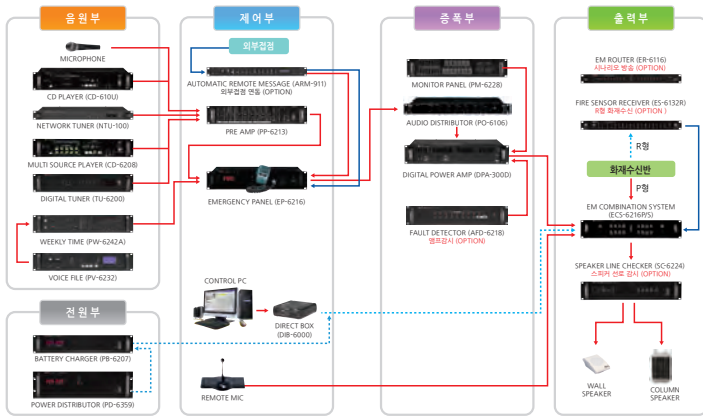 음원부
MICROPHONE
CD PLAYER (CD-610U)
NETWORK TUNER (NTU-100)
MULTI SOURCE PLAYER (CD-6208)
DIGITAL TUNER (TU-6200)
WEEKLY TIME (PW-6242A)
VOICE FILE (PV-6232)
전원부
BATTERY CHARGER (PB-6207)
POWER DISTRIBUTOR (PD-6359)
제어부
외부접점
AUTOMATIC REMOTE MESSAGE (ARM-911)
외부접점 연동 (OPTION)
PRE AMP (PP-6213)
EMERGENCY PANEL (EP-6216)
CONTROL PC
DIRECT BOX
(DIB-6000)
REMOTE MIC
증폭부
MONITOR PANEL (PM-6228)
AUDIO DISTRIBUTOR (PO-6106)
DIGITAL POWER AMP (DPA-300D)
FAULT DETECTOR (AFD-6218)
앰프감시 (OPTION)
출력부
EM ROUTER (ER-6116)
시나리오 방송 (OPTION)
FIRE SENSOR RECEIVER (ES-6132R)
R형 화재수신 (OPTION )
R형
화재수신반
P형
EM COMBINATION SYSTEM
(ECS-6216P/S)
SPEAKER LINE CHECKER (SC-6224)
스피커 선로 감시 (OPTION)
WALL
SPEAKER
COLUMN
SPEAKER